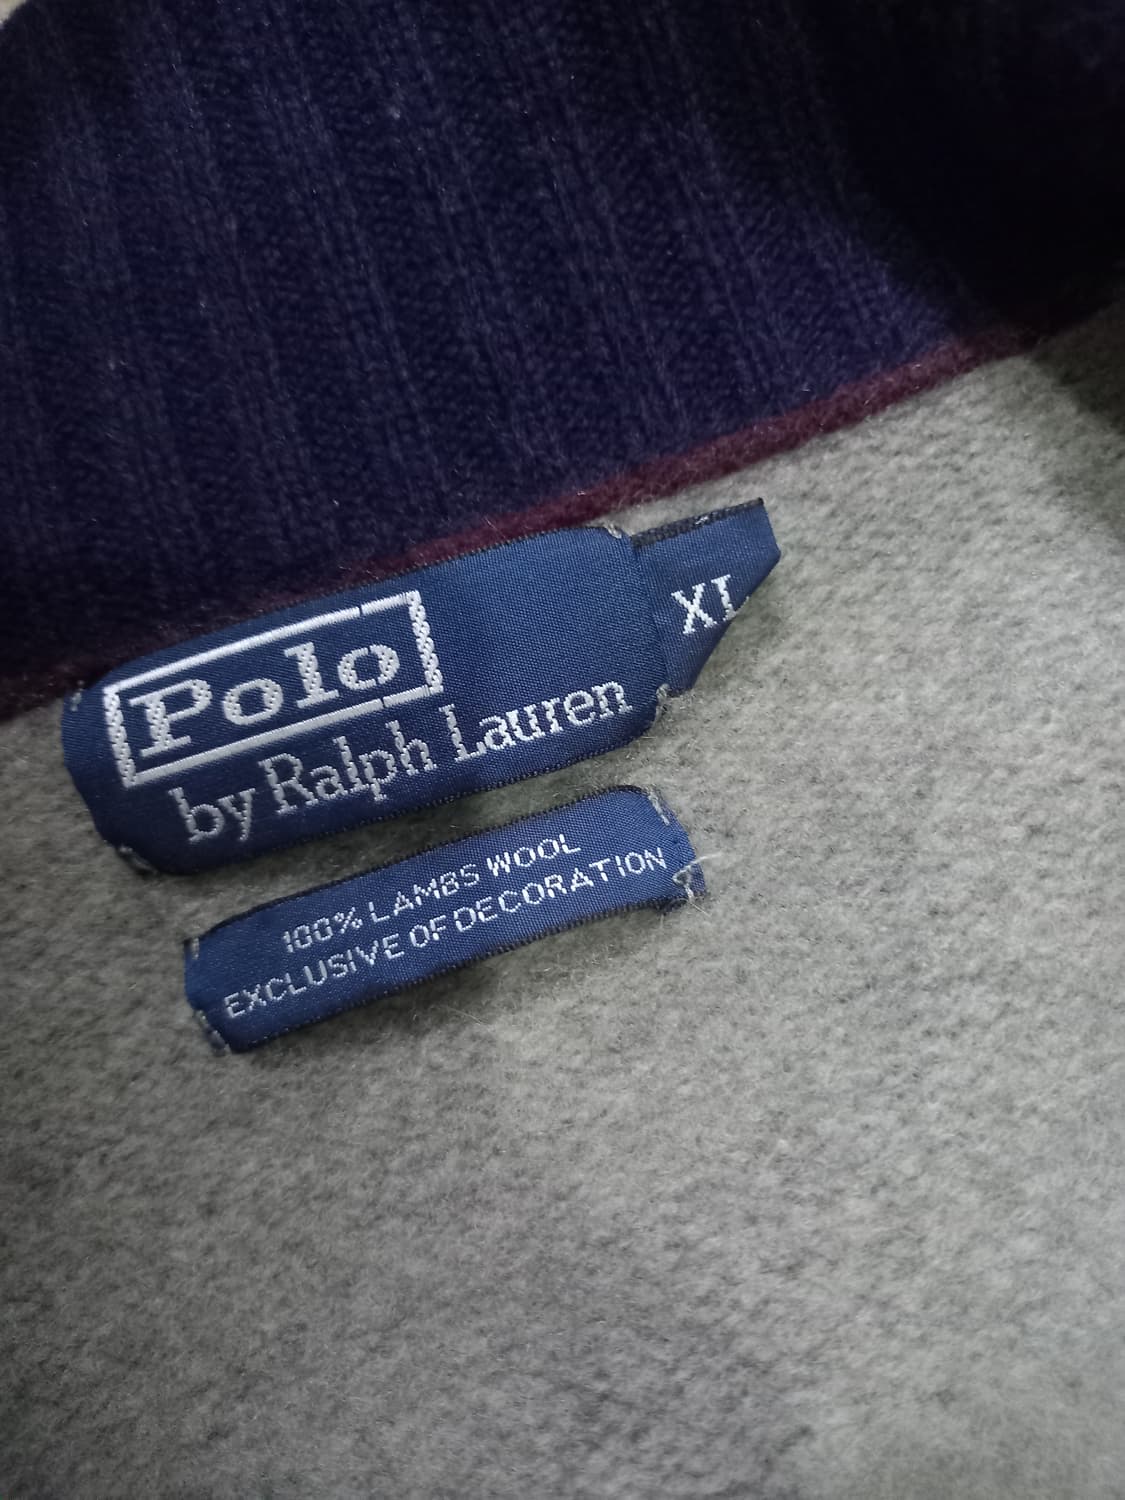 Polo
by Ralph Lauren
XL
100% LAMBS WOOL
EXCLUSIVE OF DECORATION